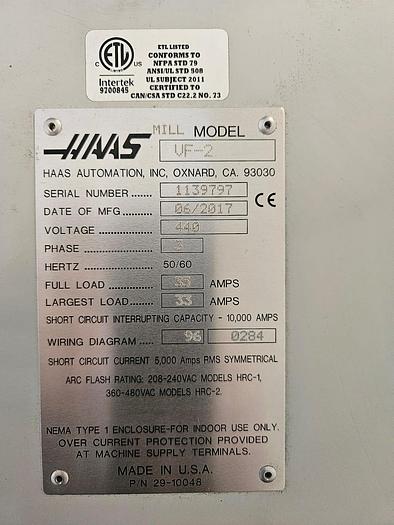 ETL LISTED
CONFORMS TO
NFPA STD 79
ANSI/UL STD 508
UL SUBJECT 2011
CERTIFIED TO
CAN/CSA STD C22.2 NO. 73
C ETL US
Intertek
9700845
HAAS MILL MODEL
VF-2
HAAS AUTOMATION, INC, OXNARD, CA. 93030
SERIAL NUMBER ........... 1139797
DATE OF MFG ............. 06/2017 CE
VOLTAGE ................. 440
PHASE ................... 3
HERTZ ................... 50/60
FULL LOAD ............... 35 AMPS
LARGEST LOAD ............ 33 AMPS
SHORT CIRCUIT INTERRUPTING CAPACITY - 10,000 AMPS
WIRING DIAGRAM .......... 96 0284
SHORT CIRCUIT CURRENT 5,000 Amps RMS SYMMETRICAL
ARC FLASH RATING: 208-240VAC MODELS HRC-1,
360-480VAC MODELS HRC-2.
NEMA TYPE 1 ENCLOSURE-FOR INDOOR USE ONLY.
OVER CURRENT PROTECTION PROVIDED
AT MACHINE SUPPLY TERMINALS.
MADE IN U.S.A.
P/N 29-10048